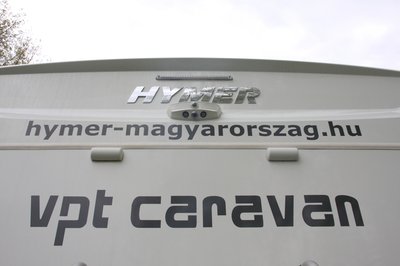 HYMER
hymer-magyarorszag.hu
vpt caravan